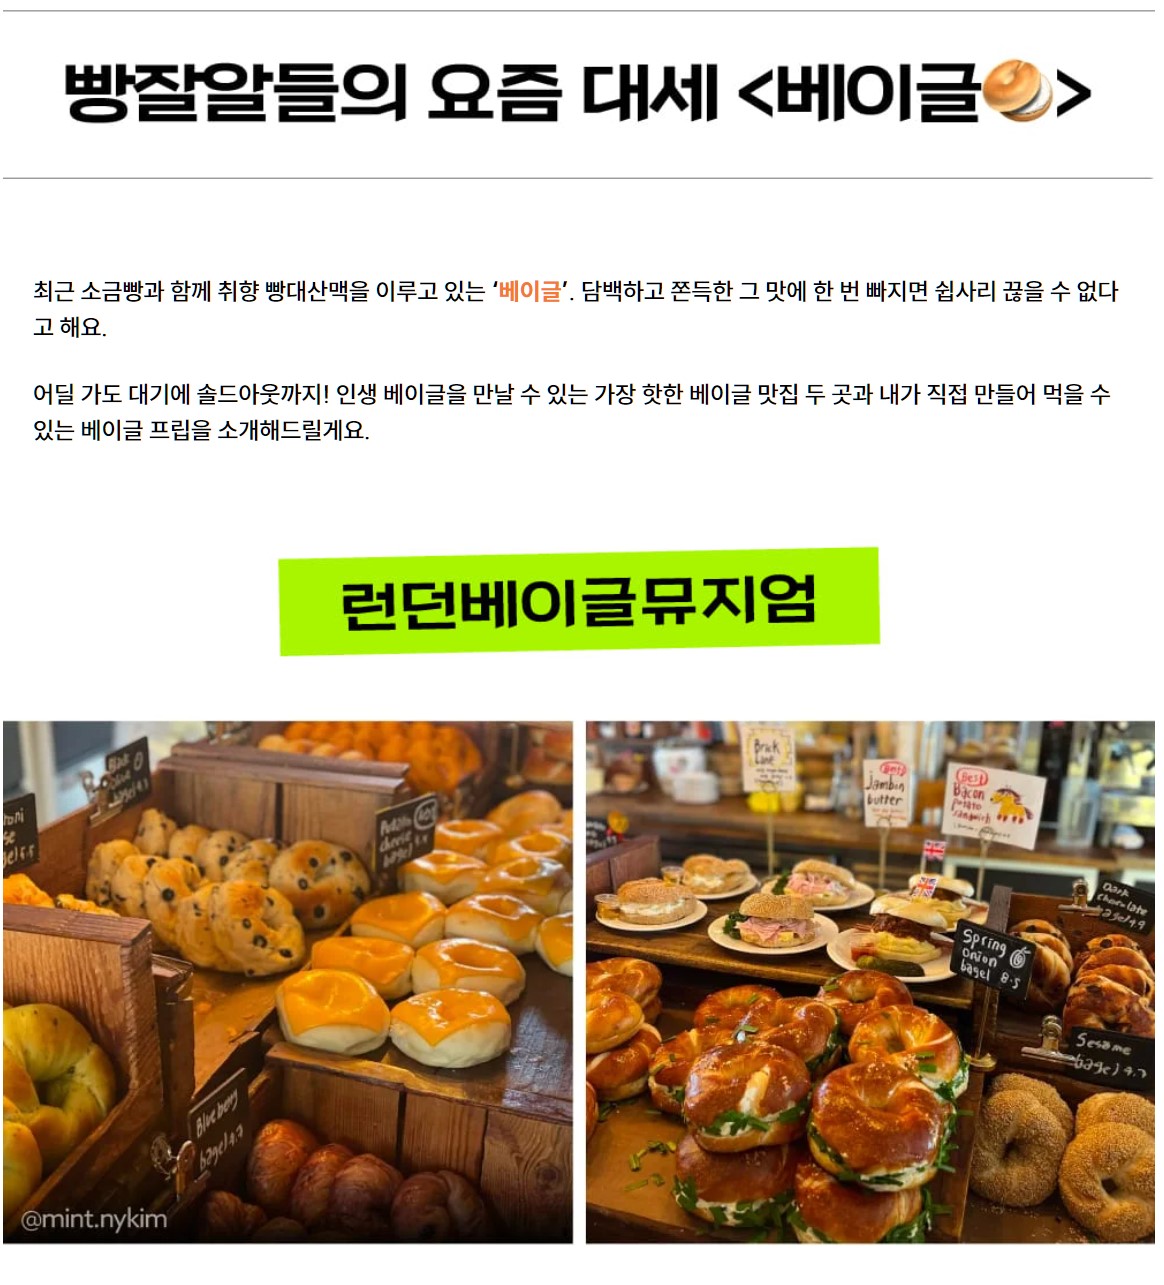 빵잘알들의 요즘 대세 <베이글🥯>
최근 소금빵과 함께 취향 빵대산맥을 이루고 있는 ‘베이글’. 담백하고 쫀득한 그 맛에 한 번 빠지면 쉽사리 끊을 수 없다
고 해요.
어딜 가도 대기에 솔드아웃까지! 인생 베이글을 만날 수 있는 가장 핫한 베이글 맛집 두 곳과 내가 직접 만들어 먹을 수
있는 베이글 프립을 소개해드릴게요.
런던베이글뮤지엄
Potato
cheese
bagel
Blueberry
bagel 4.7
@mint.nykim
Brick
Lane
Best
Jambon
butter
Best
Bacon
potato
sandwich
Spring
onion
bagel 8.5
Dark
chocolate
bagel 4.9
Sesame
bagel 4.7